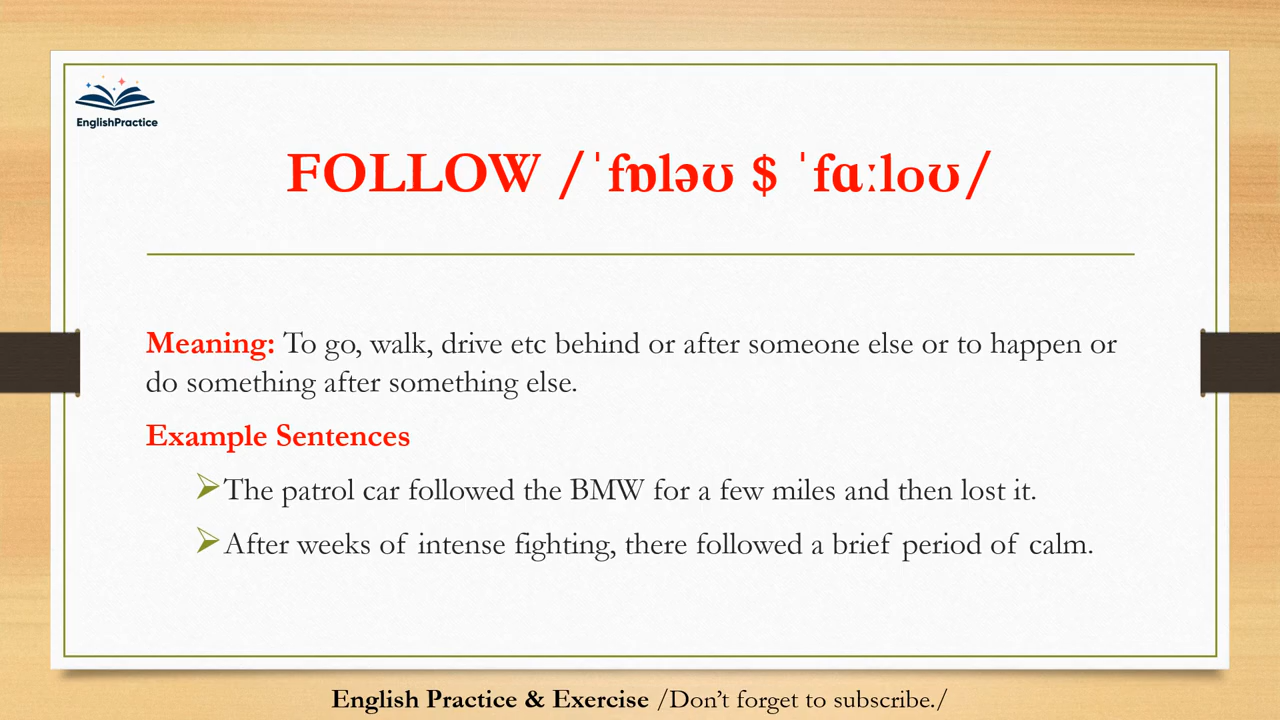 EnglishPractice
FOLLOW /ˈfɒləʊ $ ˈfɑːloʊ/
Meaning: To go, walk, drive etc behind or after someone else or to happen or
do something after something else.
Example Sentences
➢The patrol car followed the BMW for a few miles and then lost it.
➢After weeks of intense fighting, there followed a brief period of calm.
English Practice & Exercise /Don’t forget to subscribe./